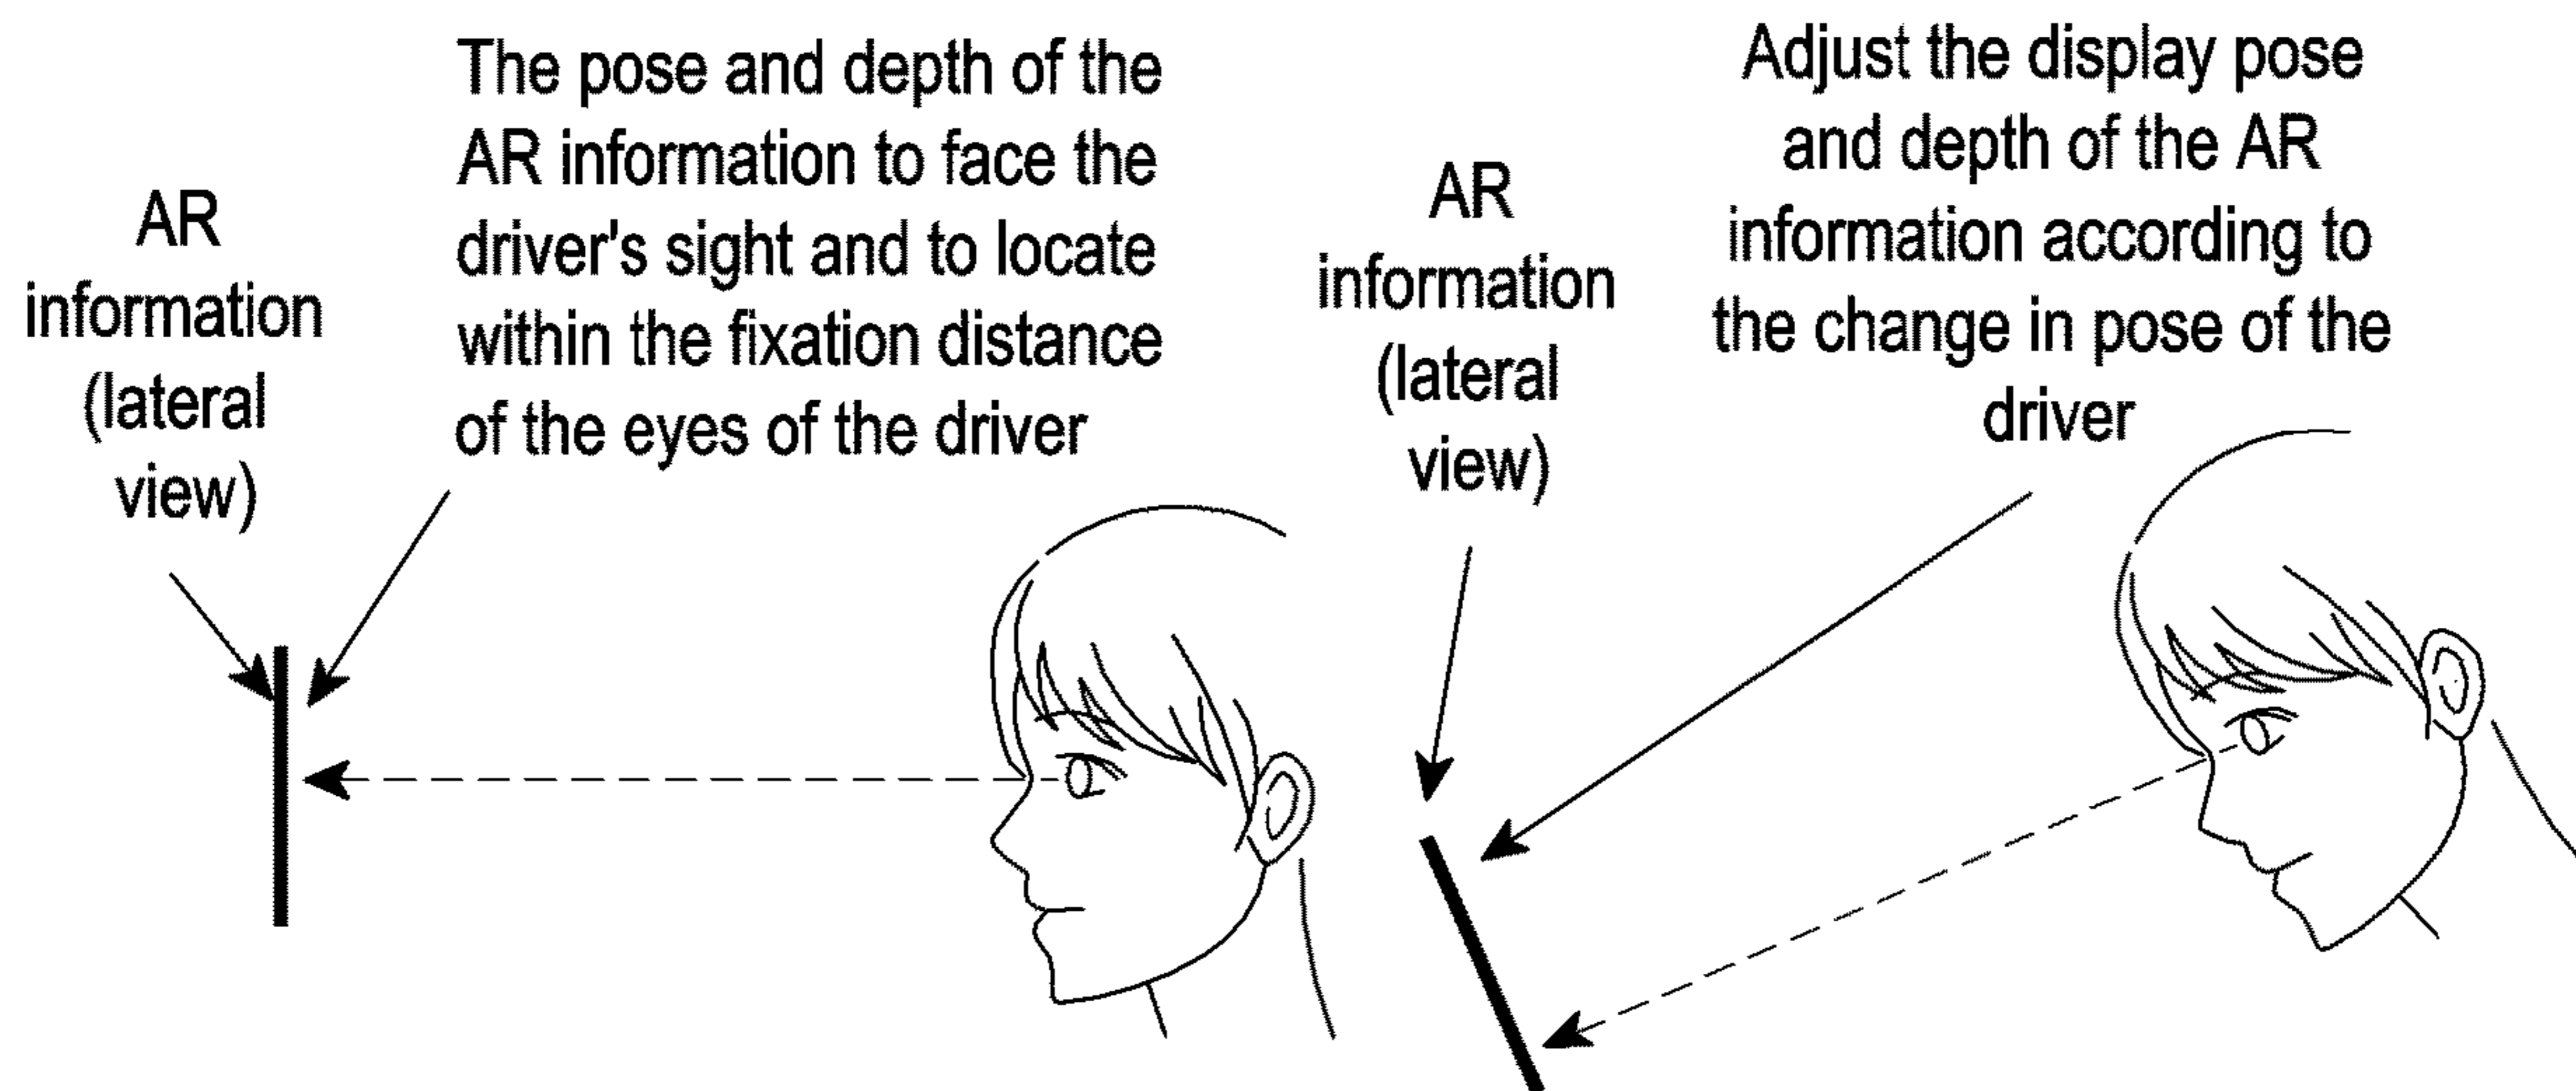 AR
information
(lateral
view)
The pose and depth of the
AR information to face the
driver's sight and to locate
within the fixation distance
of the eyes of the driver
AR
information
(lateral
view)
Adjust the display pose
and depth of the AR
information according to
the change in pose of the
driver